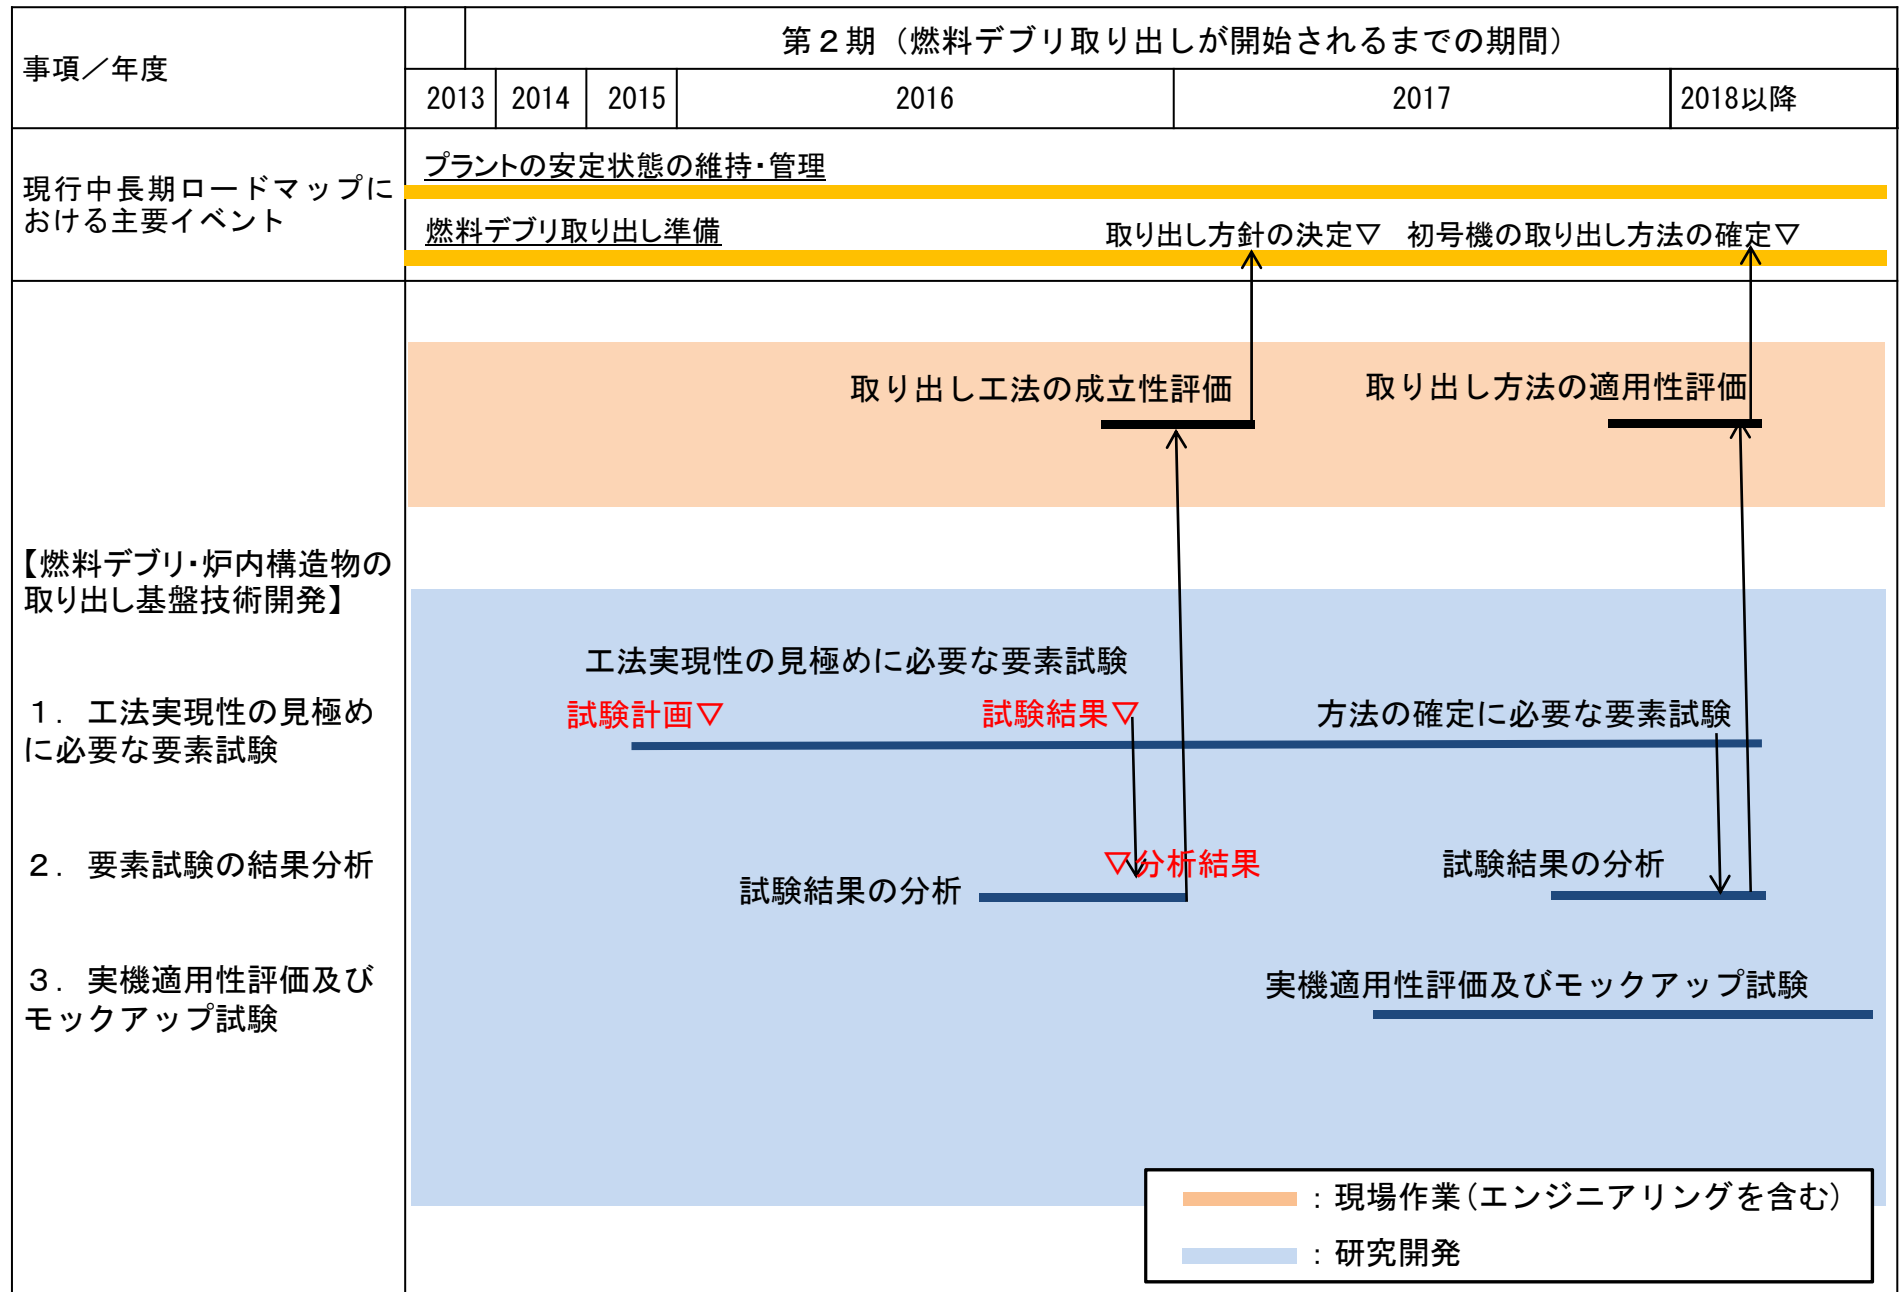 事項／年度
第２期（燃料デブリ取り出しが開始されるまでの期間）
2013 2014 2015 2016 2017 2018以降
現行中長期ロードマップに
おける主要イベント
プラントの安定状態の維持・管理
燃料デブリ取り出し準備
取り出し方針の決定▽ 初号機の取り出し方法の確定▽
取り出し工法の成立性評価
取り出し方法の適用性評価
【燃料デブリ・炉内構造物の
取り出し基盤技術開発】
工法実現性の見極めに必要な要素試験
１．工法実現性の見極め
に必要な要素試験
試験計画▽
試験結果▽
方法の確定に必要な要素試験
２．要素試験の結果分析
試験結果の分析
▽分析結果
試験結果の分析
３．実機適用性評価及び
モックアップ試験
実機適用性評価及びモックアップ試験
：現場作業（エンジニアリングを含む）
：研究開発